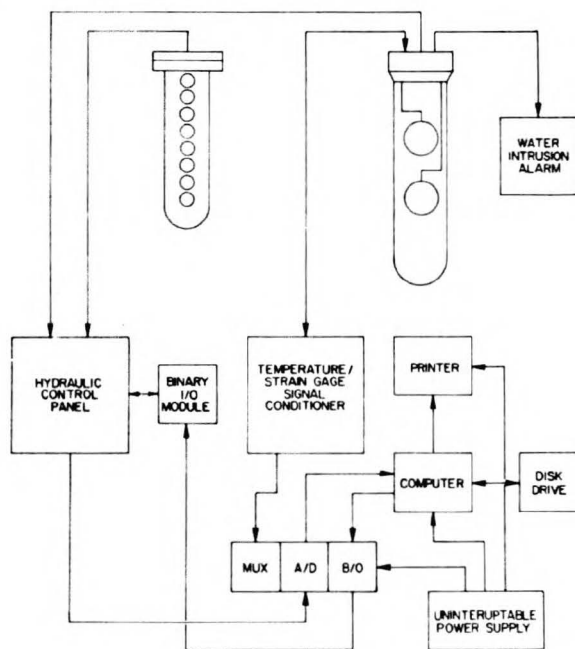 WATER
INTRUSION
ALARM
HYDRAULIC
CONTROL
PANEL
BINARY
I/O
MODULE
TEMPERATURE/
STRAIN GAGE
SIGNAL
CONDITIONER
PRINTER
COMPUTER
DISK
DRIVE
MUX
A/D
B/O
UNINTERUPTABLE
POWER SUPPLY